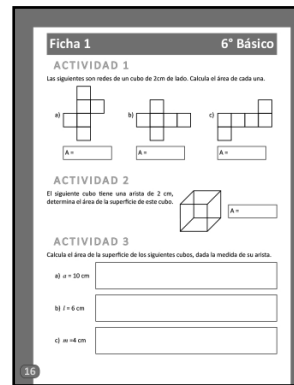 Ficha 1 6° Básico
ACTIVIDAD 1
Las siguientes son redes de un cubo de 2cm de lado. Calcula el área de cada una.
a) b) c)
A = A = A =
ACTIVIDAD 2
El siguiente cubo tiene una arista de 2 cm,
determina el área de la superficie de este cubo.
A =
ACTIVIDAD 3
Calcula el área de la superficie de los siguientes cubos, dada la medida de su arista.
a) a = 10 cm
b) l = 6 cm
c) m =4 cm
16